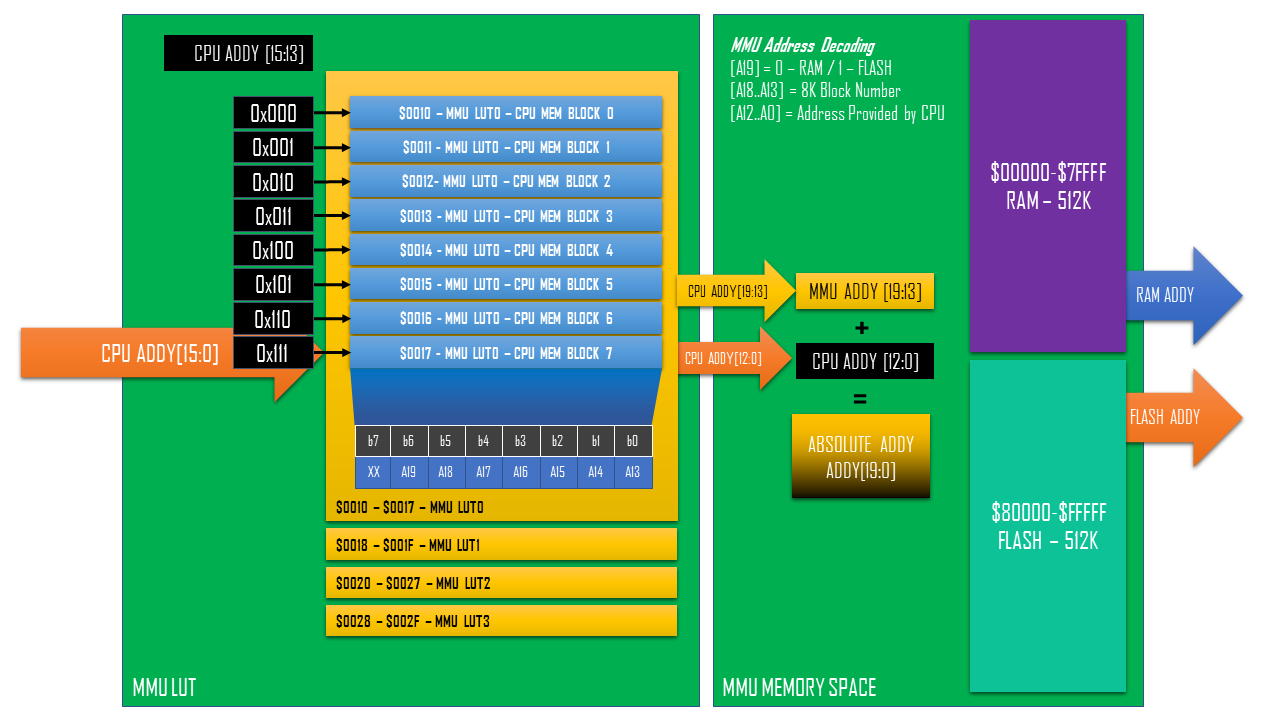 CPU ADDY [15:13]
0x000
0x001
0x010
0x011
0x100
0x101
0x110
0x111
CPU ADDY[15:0]
$0010 – MMU LUT0 – CPU MEM BLOCK 0
$0011 - MMU LUT0 – CPU MEM BLOCK 1
$0012- MMU LUT0 – CPU MEM BLOCK 2
$0013 - MMU LUT0 – CPU MEM BLOCK 3
$0014 - MMU LUT0 – CPU MEM BLOCK 4
$0015 - MMU LUT0 – CPU MEM BLOCK 5
$0016 - MMU LUT0 – CPU MEM BLOCK 6
$0017 - MMU LUT0 – CPU MEM BLOCK 7
b7 b6 b5 b4 b3 b2 b1 b0
XX A19 A18 A17 A16 A15 A14 A13
$0010 – $0017 – MMU LUT0
$0018 – $001F – MMU LUT1
$0020 – $0027 – MMU LUT2
$0028 – $002F – MMU LUT3
MMU LUT
CPU ADDY[19:13]
CPU ADDY[12:0]
MMU Address Decoding
[A19] = 0 – RAM / 1 – FLASH
[A18..A13] = 8K Block Number
[A12..A0] = Address Provided by CPU
MMU ADDY [19:13]
+
CPU ADDY [12:0]
=
ABSOLUTE ADDY
ADDY[19:0]
MMU MEMORY SPACE
$00000-$7FFFF
RAM – 512K
$80000-$FFFFF
FLASH – 512K
RAM ADDY
FLASH ADDY